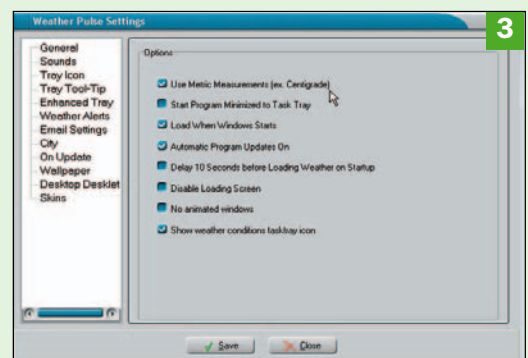 Weather Pulse Settings
3
General
Sounds
Tray Icon
Tray Tool-Tip
Enhanced Tray
Weather Alerts
Email Settings
City
On Update
Wallpaper
Desktop Desklet
Skins
Options
Use Metric Measurements (ex. Centigrade)
Start Program Minimized to Task Tray
Load When Windows Starts
Automatic Program Updates On
Delay 10 Seconds before Loading Weather on Startup
Disable Loading Screen
No animated windows
Show weather conditions tasktray icon
Save
Close